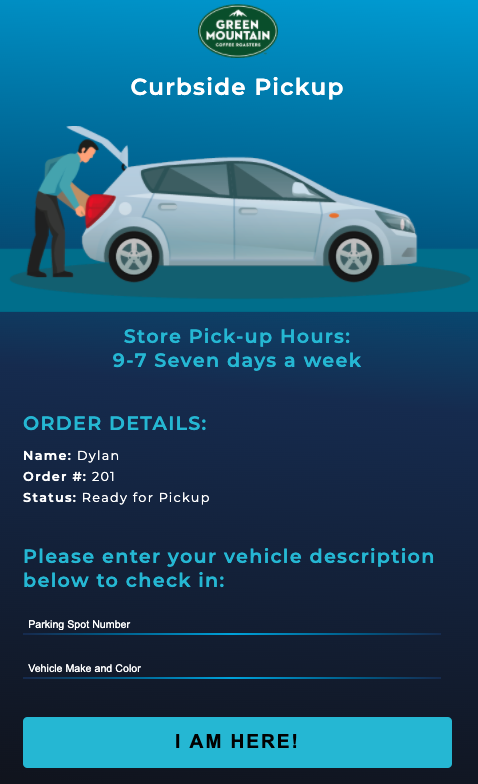 GREEN
MOUNTAIN
COFFEE ROASTERS
Curbside Pickup
Store Pick-up Hours:
9-7 Seven days a week
ORDER DETAILS:
Name: Dylan
Order #: 201
Status: Ready for Pickup
Please enter your vehicle description
below to check in:
Parking Spot Number
Vehicle Make and Color
I AM HERE!